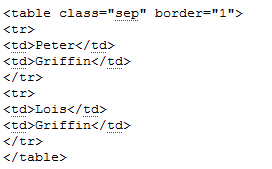 <table class="sep" border="1">
<tr>
<td>Peter</td>
<td>Griffin</td>
</tr>
<tr>
<td>Lois</td>
<td>Griffin</td>
</tr>
</table>